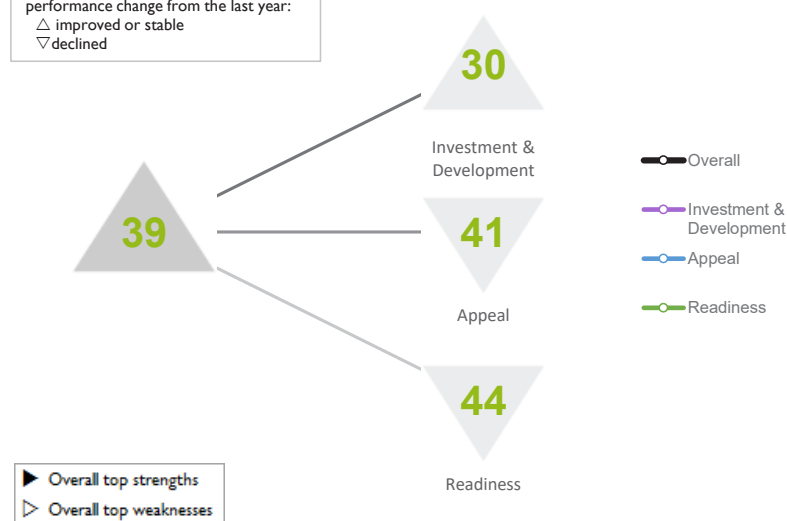 performance change from the last year:
△ improved or stable
▽ declined
30
Investment &
Development
39
41
Appeal
44
Readiness
Overall
Investment &
Development
Appeal
Readiness
▶ Overall top strengths
▷ Overall top weaknesses